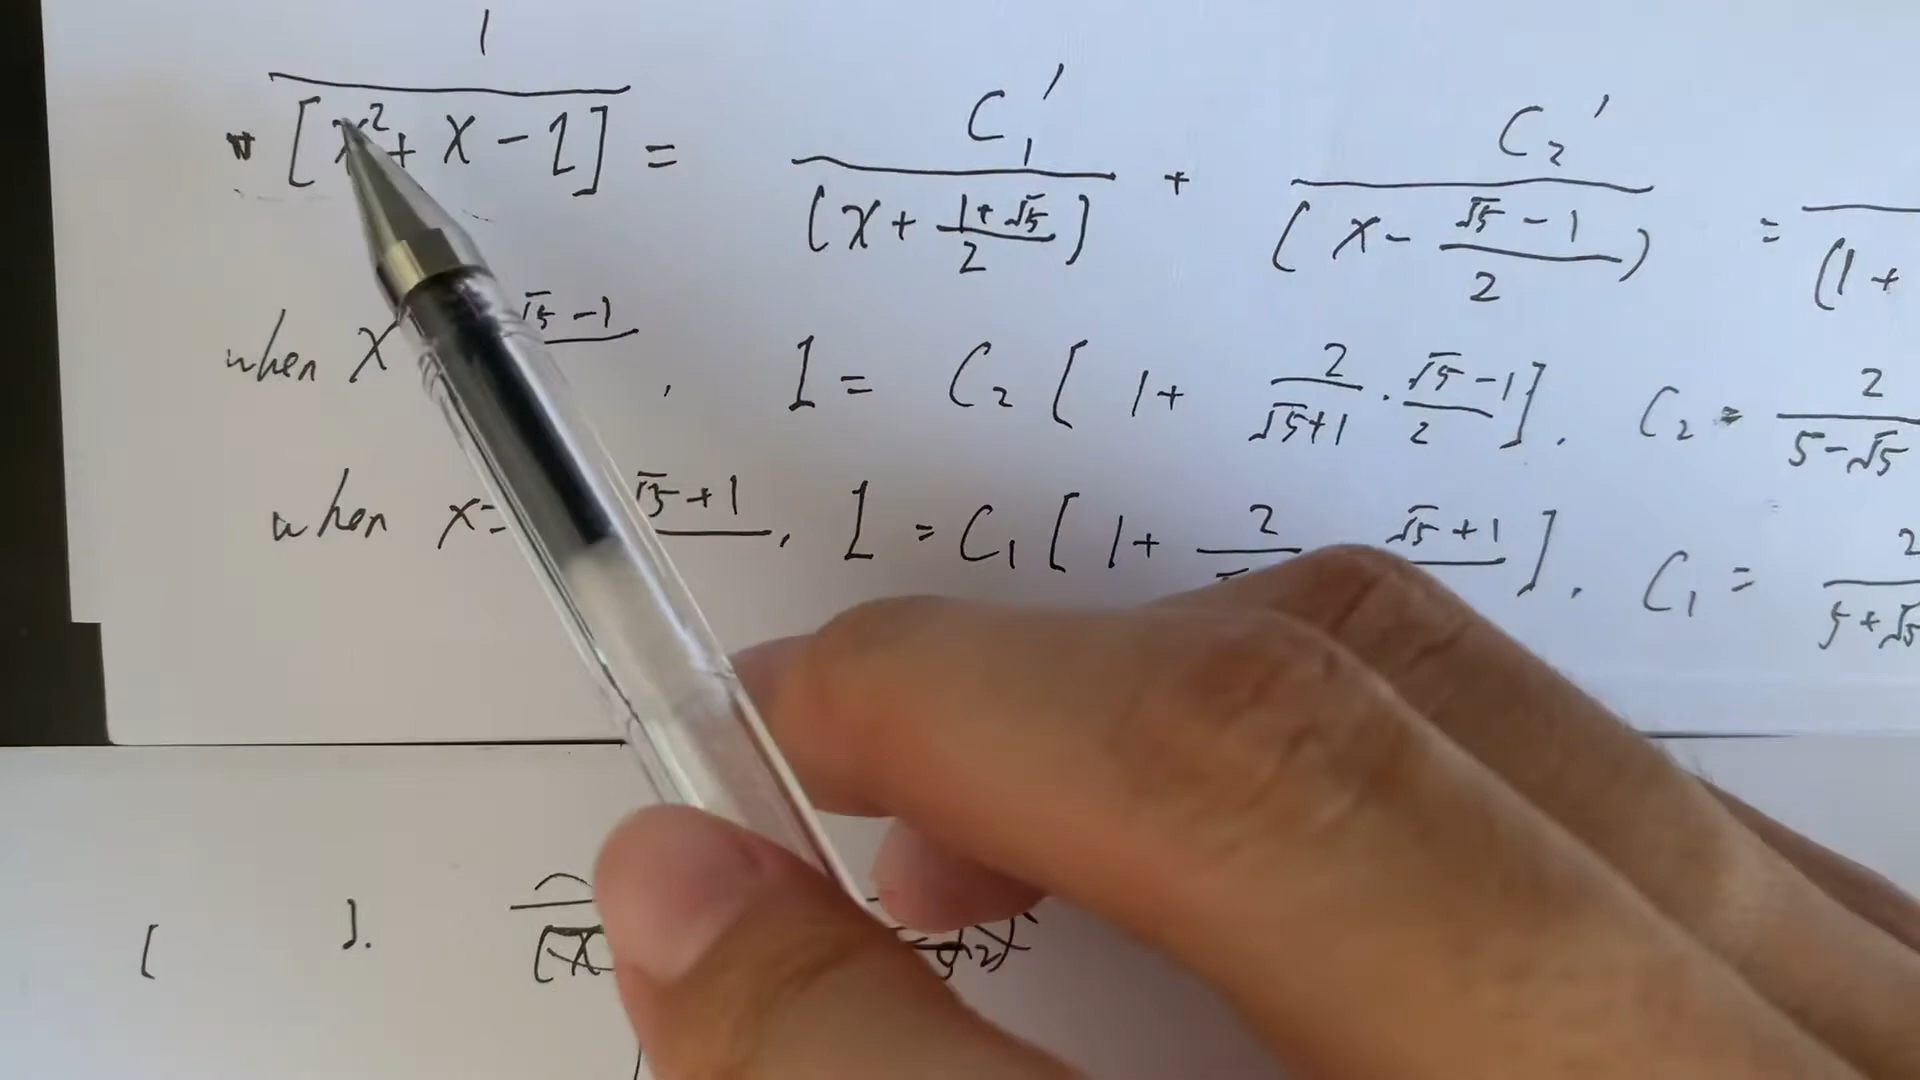 1 / [x² + x - 1] = C₁' / (x + (1+√5)/2) + C₂' / (x - (√5 - 1)/2) = / (1 +
when x √5 - 1 , 1 = C₂ [ 1 + 2/(√5+1) · (√5 - 1)/2 ]. C₂ = 2 / (5-√5
when x = √5 + 1 , 1 = C₁ [ 1 + 2 √5 + 1 ]. C₁ = 2 / (5+√5
[ ].